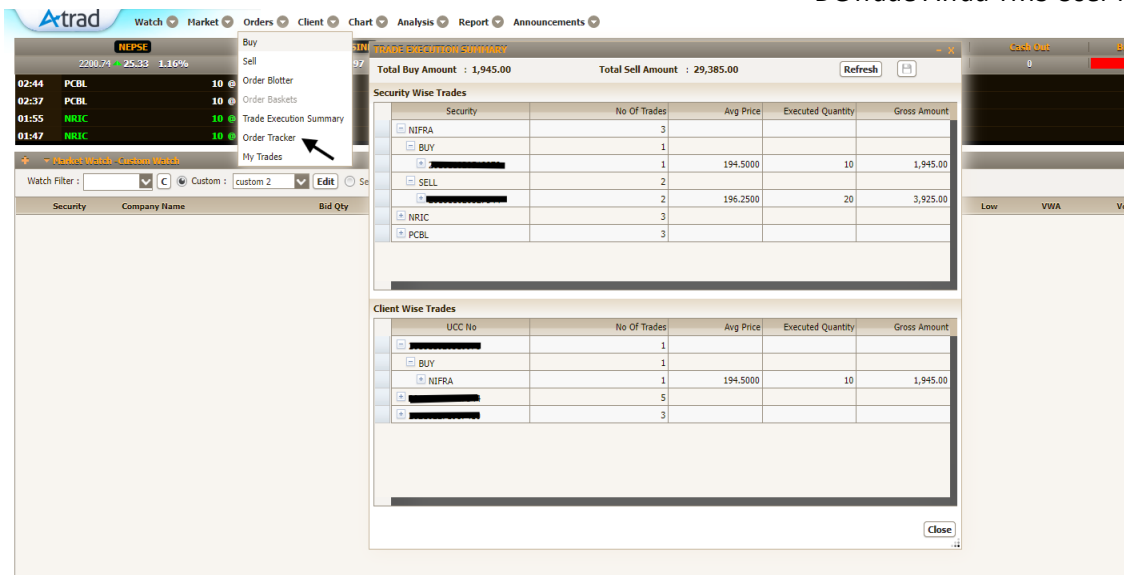 Atrad Watch Market Orders Client Chart Analysis Report Announcements
NEPSE
2200.74 25.33 1.16%
97
Cash Out
0
02:44 PCBL 10 @
02:37 PCBL 10 @
01:55 NRIC 10 @
01:47 NRIC 10 @
Buy
Sell
Order Blotter
Order Baskets
Trade Execution Summary
Order Tracker
My Trades
Market Watch -Custom Watch
Watch Filter : C Custom : custom 2 Edit Se
Security Company Name Bid Qty
Low VWA
TRADE EXECUTION SUMMARY
Total Buy Amount : 1,945.00 Total Sell Amount : 29,385.00 Refresh
Security Wise Trades
Security No Of Trades Avg Price Executed Quantity Gross Amount
NIFRA 3
BUY 1
1 194.5000 10 1,945.00
SELL 2
2 196.2500 20 3,925.00
NRIC 3
PCBL 3
Client Wise Trades
UCC No No Of Trades Avg Price Executed Quantity Gross Amount
1
BUY 1
NIFRA 1 194.5000 10 1,945.00
5
3
Close